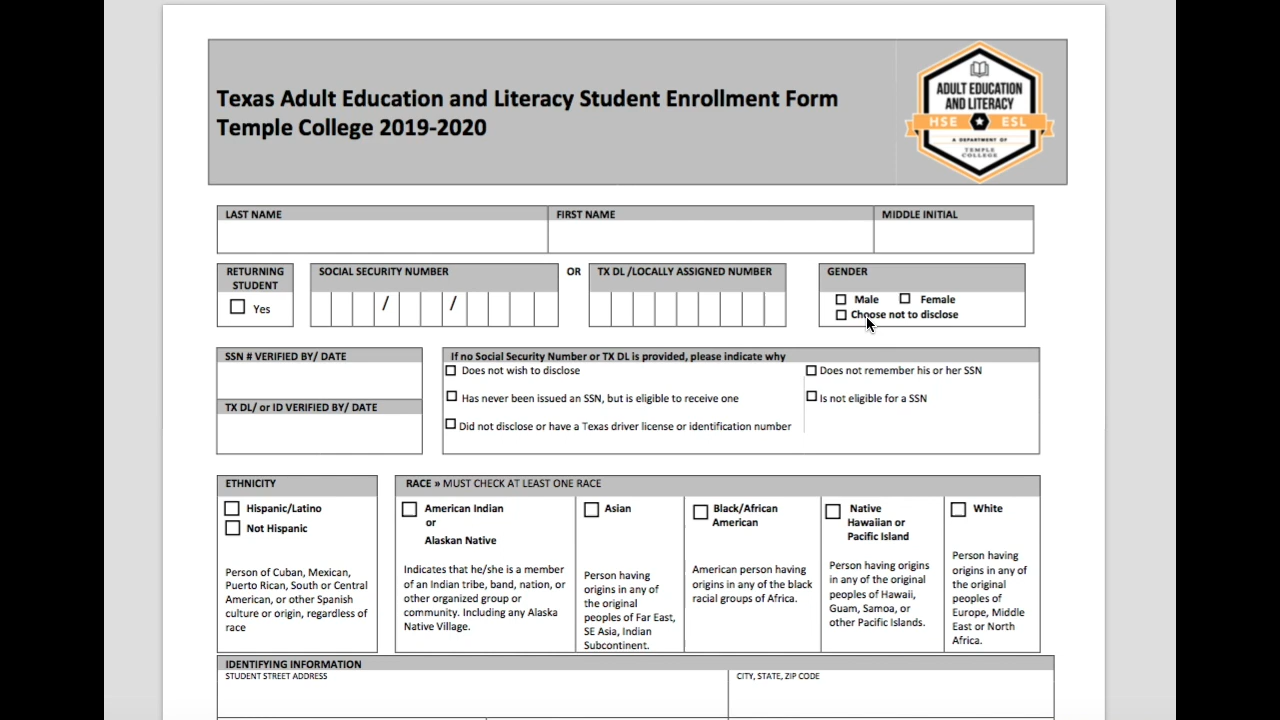 Texas Adult Education and Literacy Student Enrollment Form
Temple College 2019-2020
ADULT EDUCATION
AND LITERACY
HSE ESL
A DEPARTMENT OF
TEMPLE
COLLEGE
LAST NAME
FIRST NAME
MIDDLE INITIAL
RETURNING
STUDENT
Yes
SOCIAL SECURITY NUMBER
/ /
OR
TX DL /LOCALLY ASSIGNED NUMBER
GENDER
Male Female
Choose not to disclose
SSN # VERIFIED BY/ DATE
TX DL/ or ID VERIFIED BY/ DATE
If no Social Security Number or TX DL is provided, please indicate why
Does not wish to disclose
Does not remember his or her SSN
Has never been issued an SSN, but is eligible to receive one
Is not eligible for a SSN
Did not disclose or have a Texas driver license or identification number
ETHNICITY
Hispanic/Latino
Not Hispanic
Person of Cuban, Mexican,
Puerto Rican, South or Central
American, or other Spanish
culture or origin, regardless of
race
RACE » MUST CHECK AT LEAST ONE RACE
American Indian
or
Alaskan Native
Indicates that he/she is a member
of an Indian tribe, band, nation, or
other organized group or
community. Including any Alaska
Native Village.
Asian
Person having
origins in any of
the original
peoples of Far East,
SE Asia, Indian
Subcontinent.
Black/African
American
American person having
origins in any of the black
racial groups of Africa.
Native
Hawaiian or
Pacific Island
Person having origins
in any of the original
peoples of Hawaii,
Guam, Samoa, or
other Pacific Islands.
White
Person having
origins in any of
the original
peoples of
Europe, Middle
East or North
Africa.
IDENTIFYING INFORMATION
STUDENT STREET ADDRESS
CITY, STATE, ZIP CODE